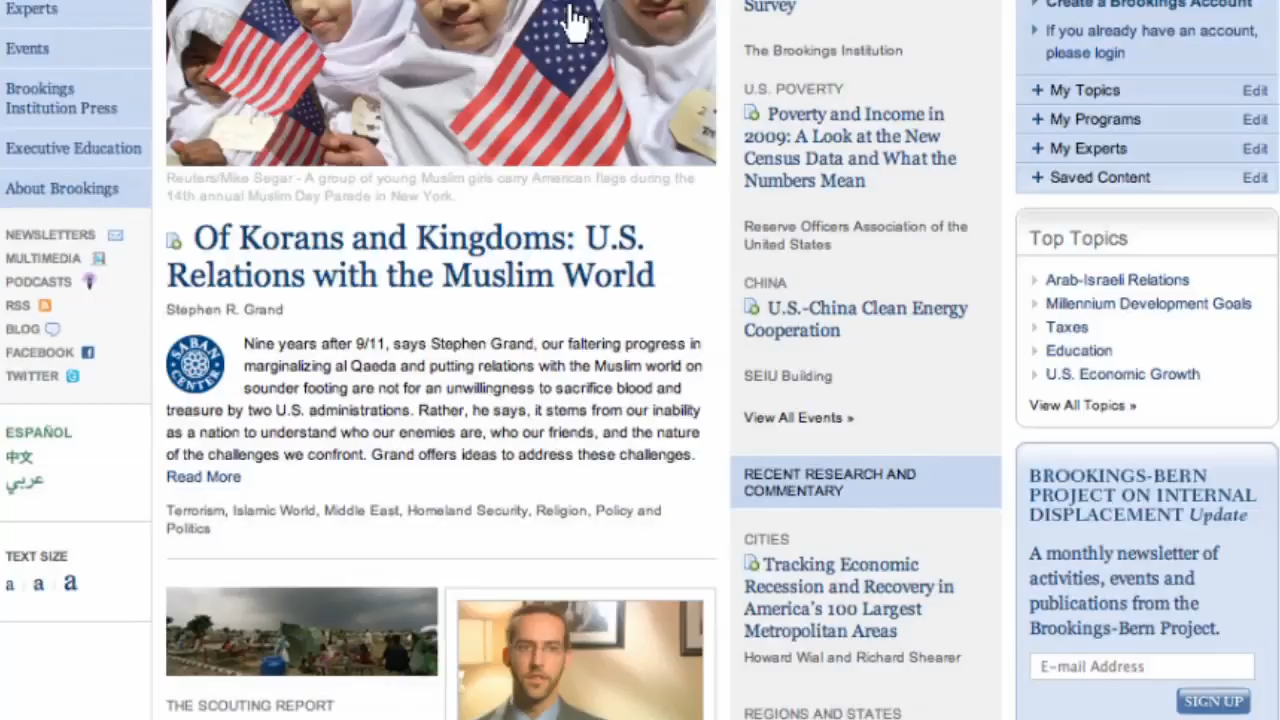 Experts
Events
Brookings
Institution Press
Executive Education
About Brookings
NEWSLETTERS
MULTIMEDIA
PODCASTS
RSS
BLOG
FACEBOOK
TWITTER
ESPAÑOL
中文
عربي
TEXT SIZE
a a a
Reuters/Mike Segar - A group of young Muslim girls carry American flags during the
14th annual Muslim Day Parade in New York.
Of Korans and Kingdoms: U.S.
Relations with the Muslim World
Stephen R. Grand
SABAN
CENTER
Nine years after 9/11, says Stephen Grand, our faltering progress in
marginalizing al Qaeda and putting relations with the Muslim world on
sounder footing are not for an unwillingness to sacrifice blood and
treasure by two U.S. administrations. Rather, he says, it stems from our inability
as a nation to understand who our enemies are, who our friends, and the nature
of the challenges we confront. Grand offers ideas to address these challenges.
Read More
Terrorism, Islamic World, Middle East, Homeland Security, Religion, Policy and
Politics
THE SCOUTING REPORT
Survey
The Brookings Institution
U.S. POVERTY
Poverty and Income in
2009: A Look at the New
Census Data and What the
Numbers Mean
Reserve Officers Association of the
United States
CHINA
U.S.-China Clean Energy
Cooperation
SEIU Building
View All Events »
RECENT RESEARCH AND
COMMENTARY
CITIES
Tracking Economic
Recession and Recovery in
America's 100 Largest
Metropolitan Areas
Howard Wial and Richard Shearer
REGIONS AND STATES
Create a Brookings Account
If you already have an account,
please login
+ My Topics Edit
+ My Programs Edit
+ My Experts Edit
+ Saved Content Edit
Top Topics
Arab-Israeli Relations
Millennium Development Goals
Taxes
Education
U.S. Economic Growth
View All Topics »
BROOKINGS-BERN
PROJECT ON INTERNAL
DISPLACEMENT Update
A monthly newsletter of
activities, events and
publications from the
Brookings-Bern Project.
E-mail Address
SIGN UP